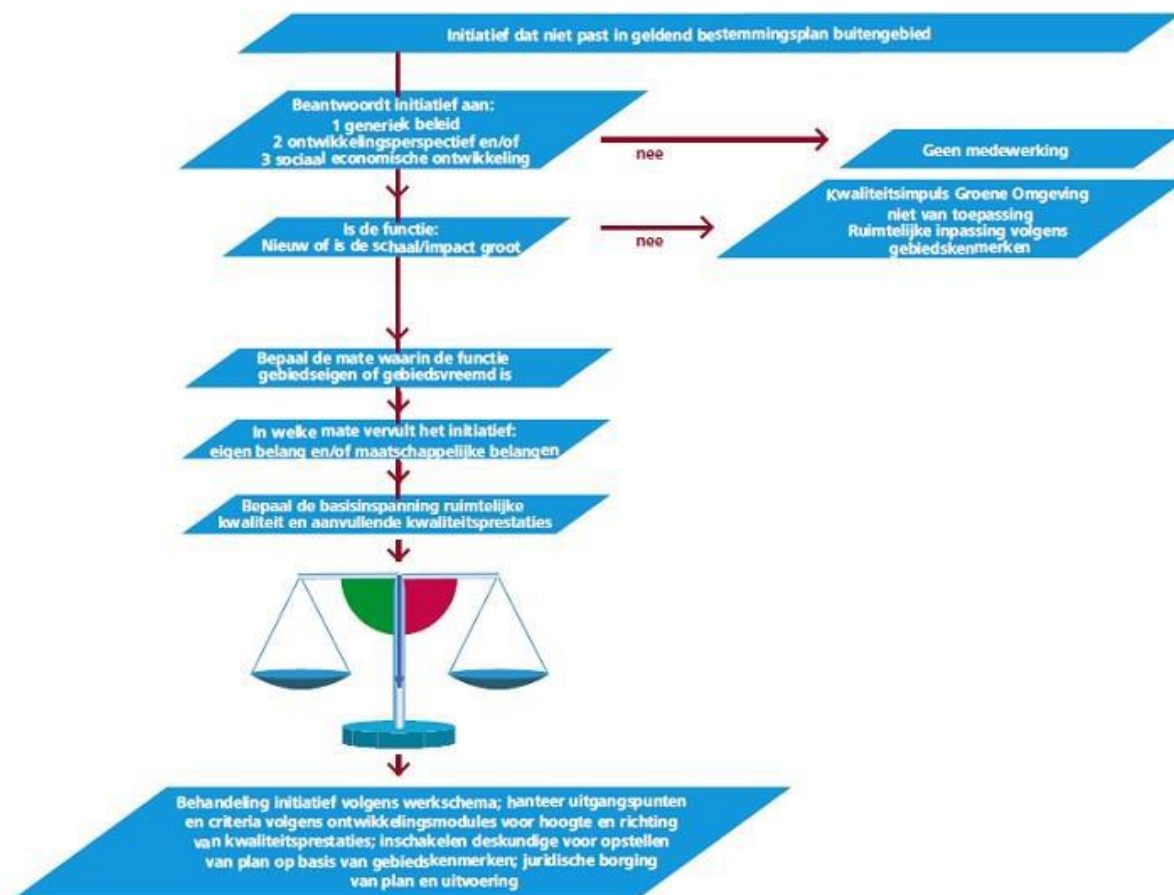 Initiatief dat niet past in geldend bestemmingsplan buitengebied
Beantwoordt initiatief aan:
1 generiek beleid
2 ontwikkelingsperspectief en/of
3 sociaal economische ontwikkeling
nee
Geen medewerking
Is de functie:
Nieuw of is de schaal/impact groot
nee
Kwaliteitsimpuls Groene Omgeving
niet van toepassing
Ruimtelijke inpassing volgens
gebiedskenmerken
Bepaal de mate waarin de functie
gebiedseigen of gebiedsvreemd is
In welke mate vervult het initiatief:
eigen belang en/of maatschappelijke belangen
Bepaal de basisinspanning ruimtelijke
kwaliteit en aanvullende kwaliteitsprestaties
Behandeling initiatief volgens werkschema; hanteer uitgangspunten
en criteria volgens ontwikkelingsmodules voor hoogte en richting
van kwaliteitsprestaties; inschakelen deskundige voor opstellen
van plan op basis van gebiedskenmerken; juridische borging
van plan en uitvoering